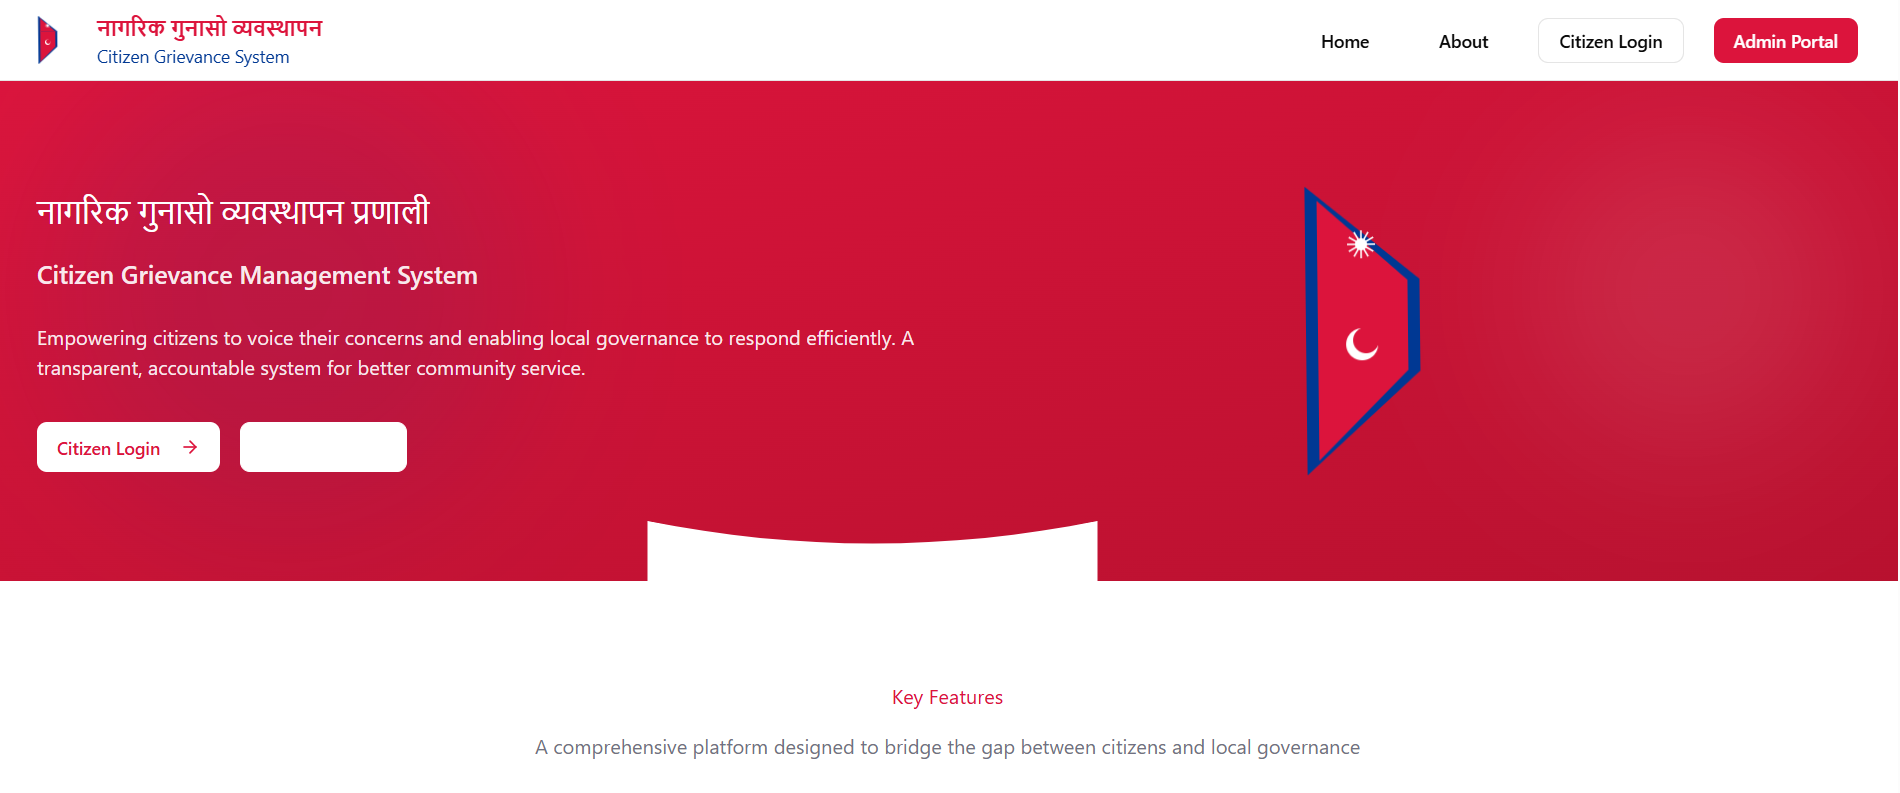 नागरिक गुनासो व्यवस्थापन
Citizen Grievance System
Home
About
Citizen Login
Admin Portal
नागरिक गुनासो व्यवस्थापन प्रणाली
Citizen Grievance Management System
Empowering citizens to voice their concerns and enabling local governance to respond efficiently. A
transparent, accountable system for better community service.
Citizen Login
Key Features
A comprehensive platform designed to bridge the gap between citizens and local governance